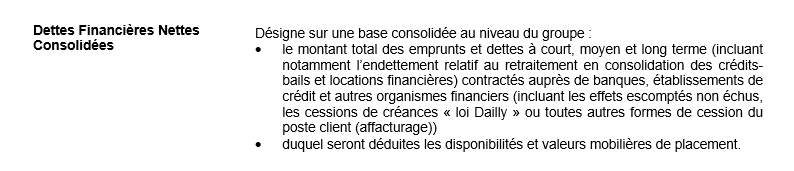 Dettes Financières Nettes
Consolidées
Désigne sur une base consolidée au niveau du groupe :
• le montant total des emprunts et dettes à court, moyen et long terme (incluant
notamment l'endettement relatif au retraitement en consolidation des crédits-
bails et locations financières) contractés auprès de banques, établissements de
crédit et autres organismes financiers (incluant les effets escomptés non échus,
les cessions de créances « loi Dailly » ou toutes autres formes de cession du
poste client (affacturage))
• duquel seront déduites les disponibilités et valeurs mobilières de placement.